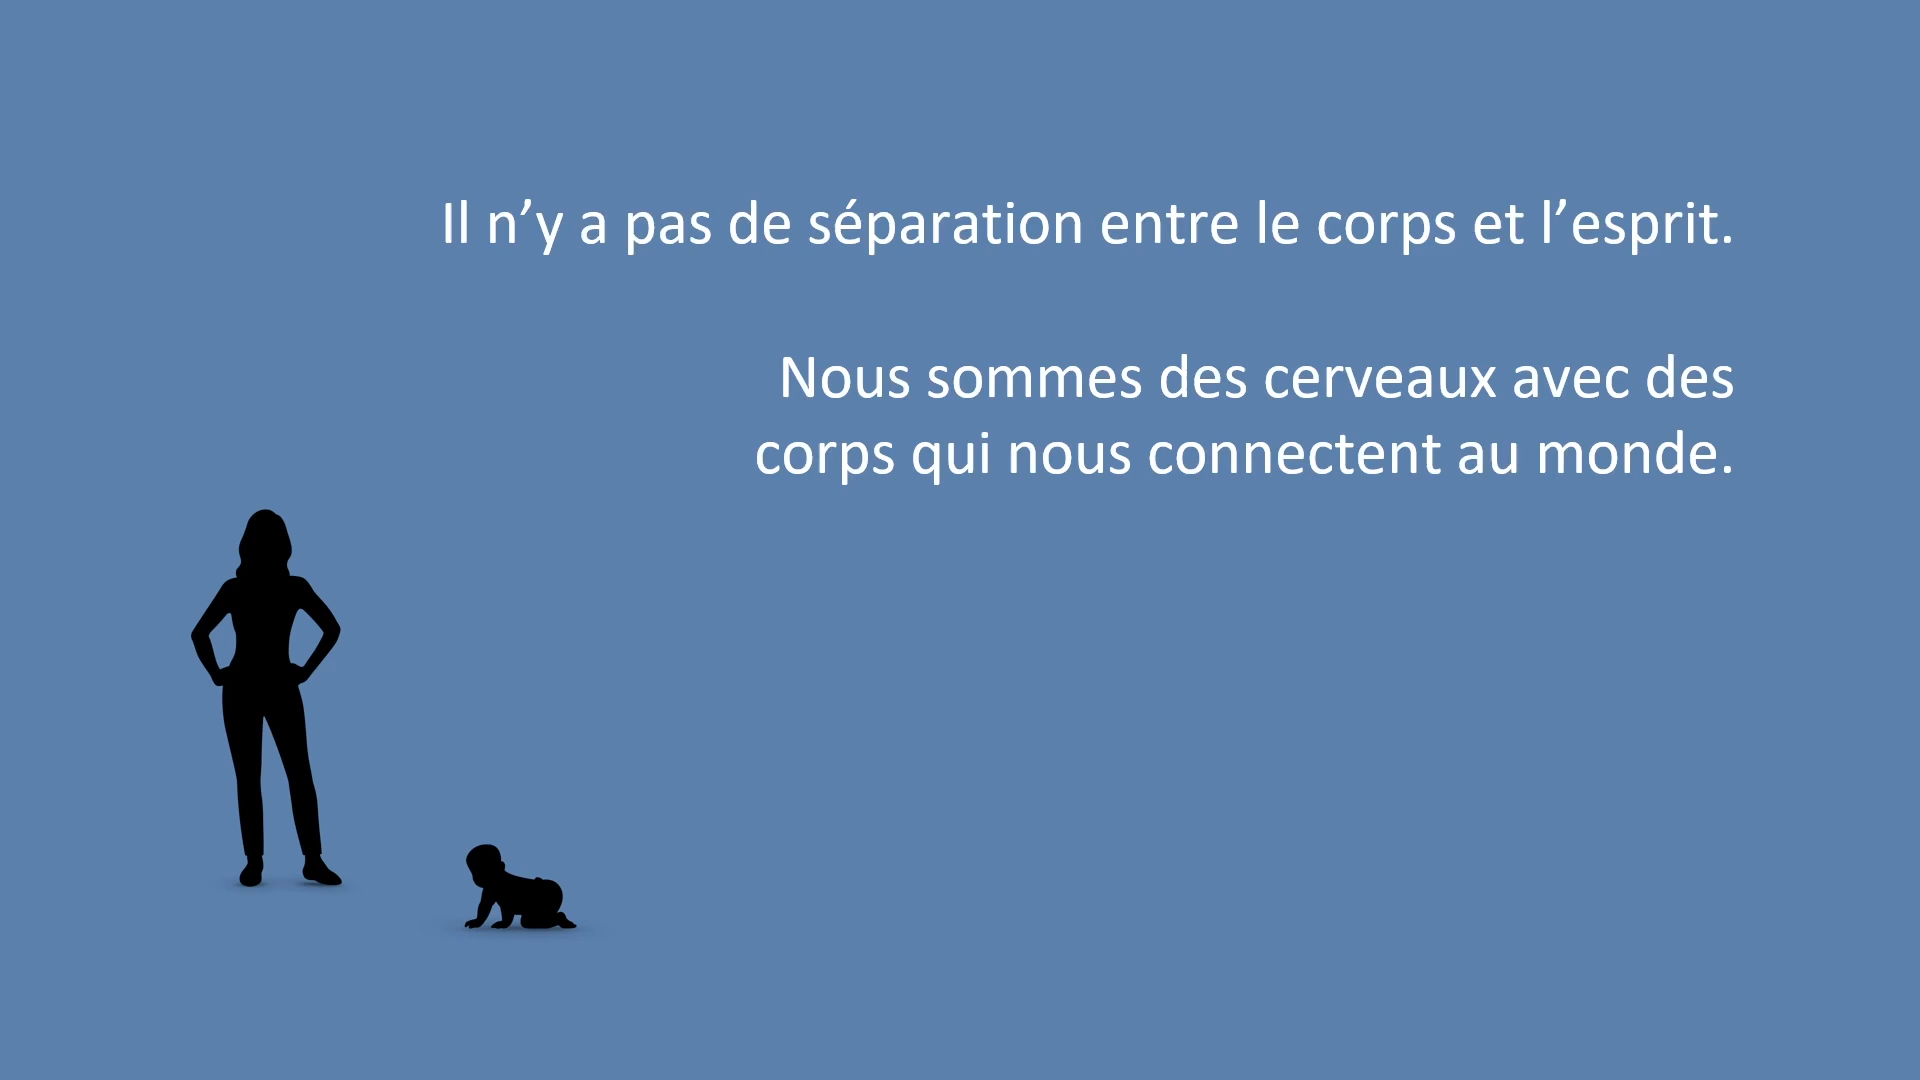 Il n’y a pas de séparation entre le corps et l’esprit.
Nous sommes des cerveaux avec des
corps qui nous connectent au monde.